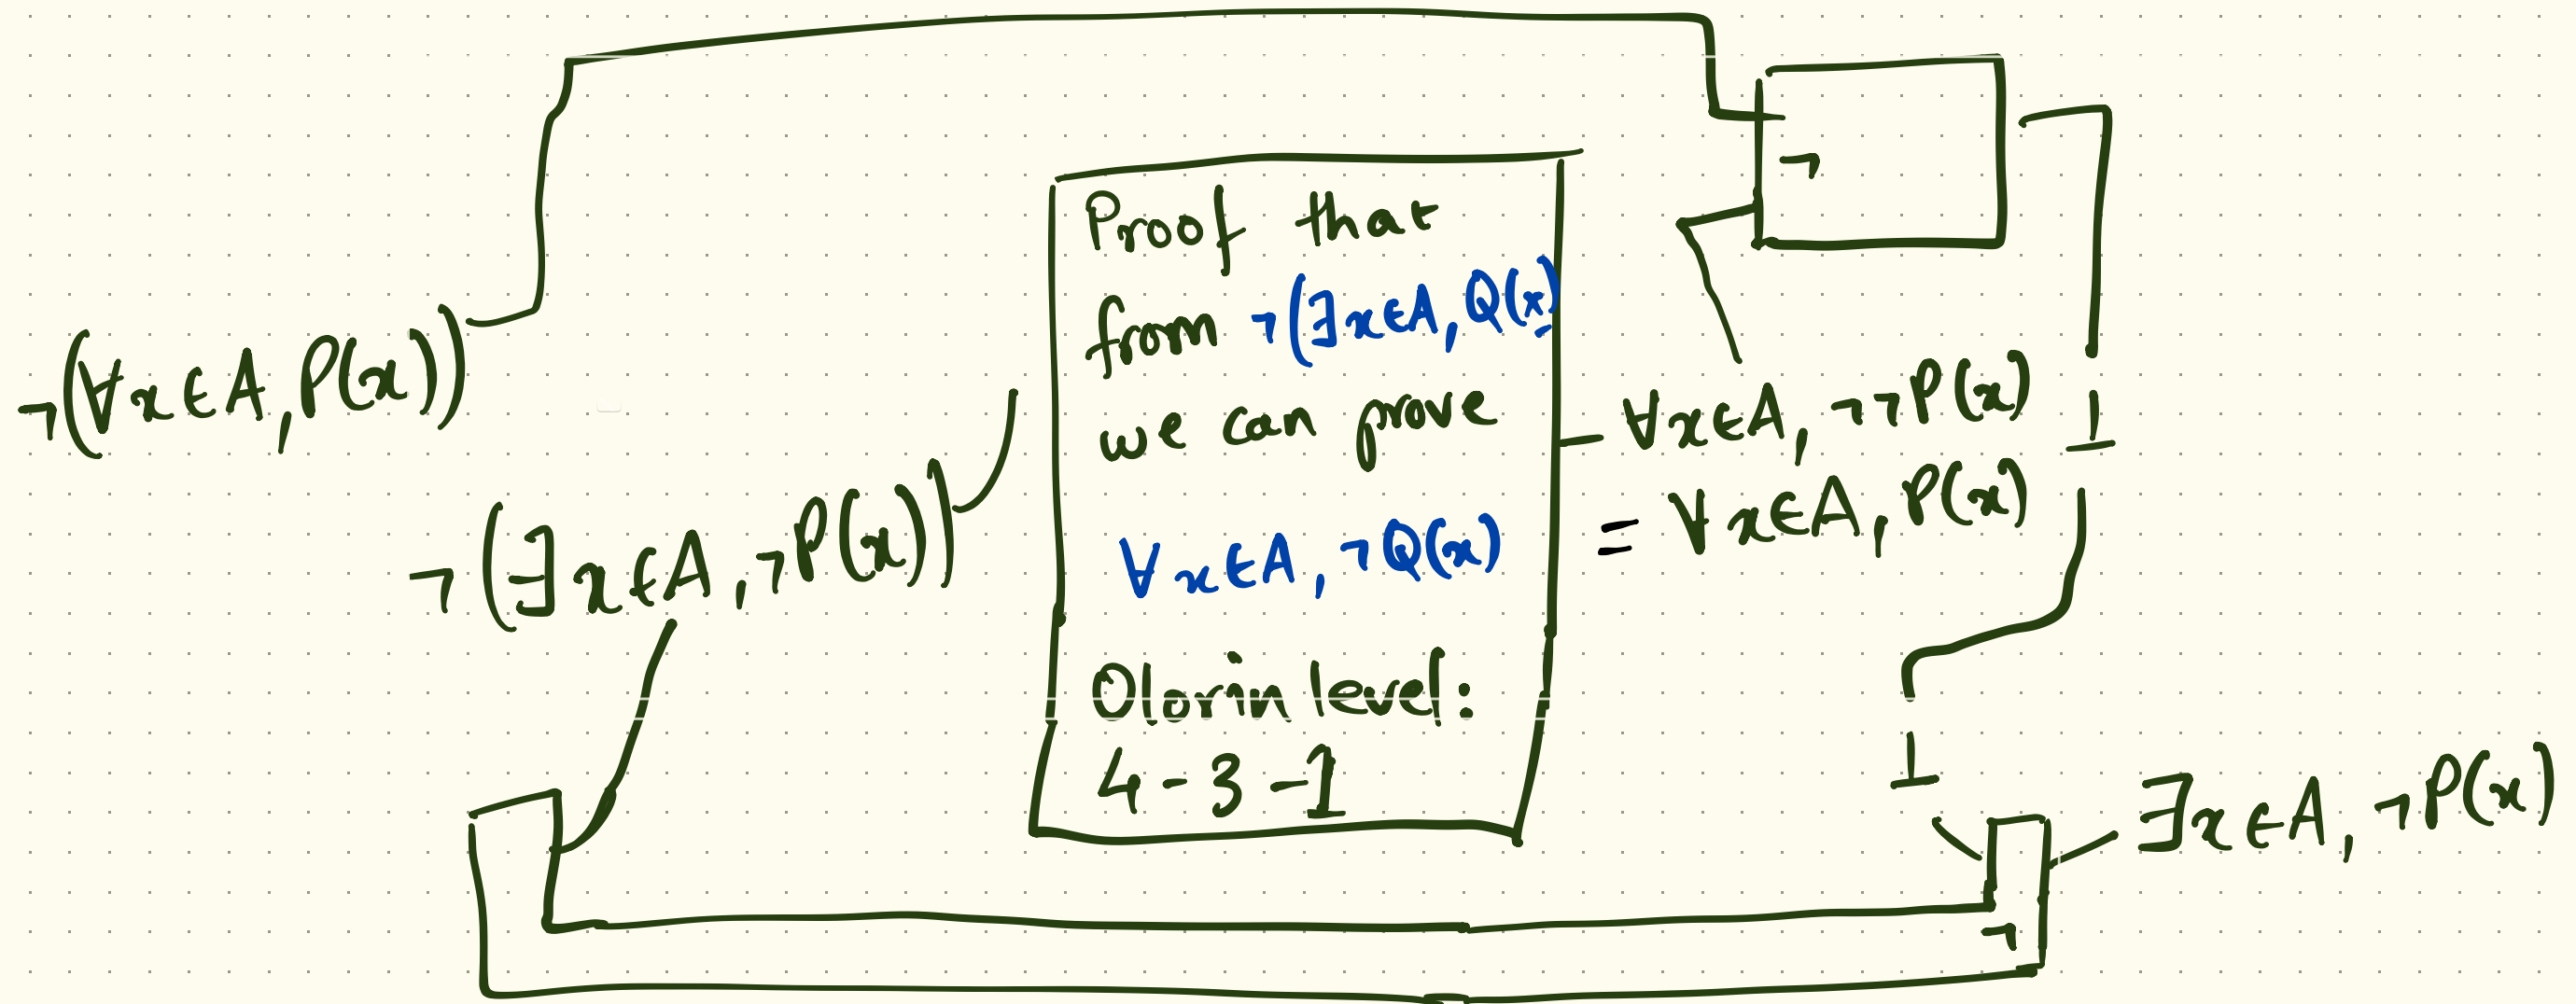 ¬(∀x∈A, P(x))
¬(∃x∈A, ¬P(x))
Proof that
from ¬(∃x∈A, Q(x)
we can prove
∀x∈A, ¬Q(x)
Olorin level:
4-3-1
¬
∀x∈A, ¬¬P(x)
= ∀x∈A, P(x)
⊥
⊥
¬
∃x∈A, ¬P(x)